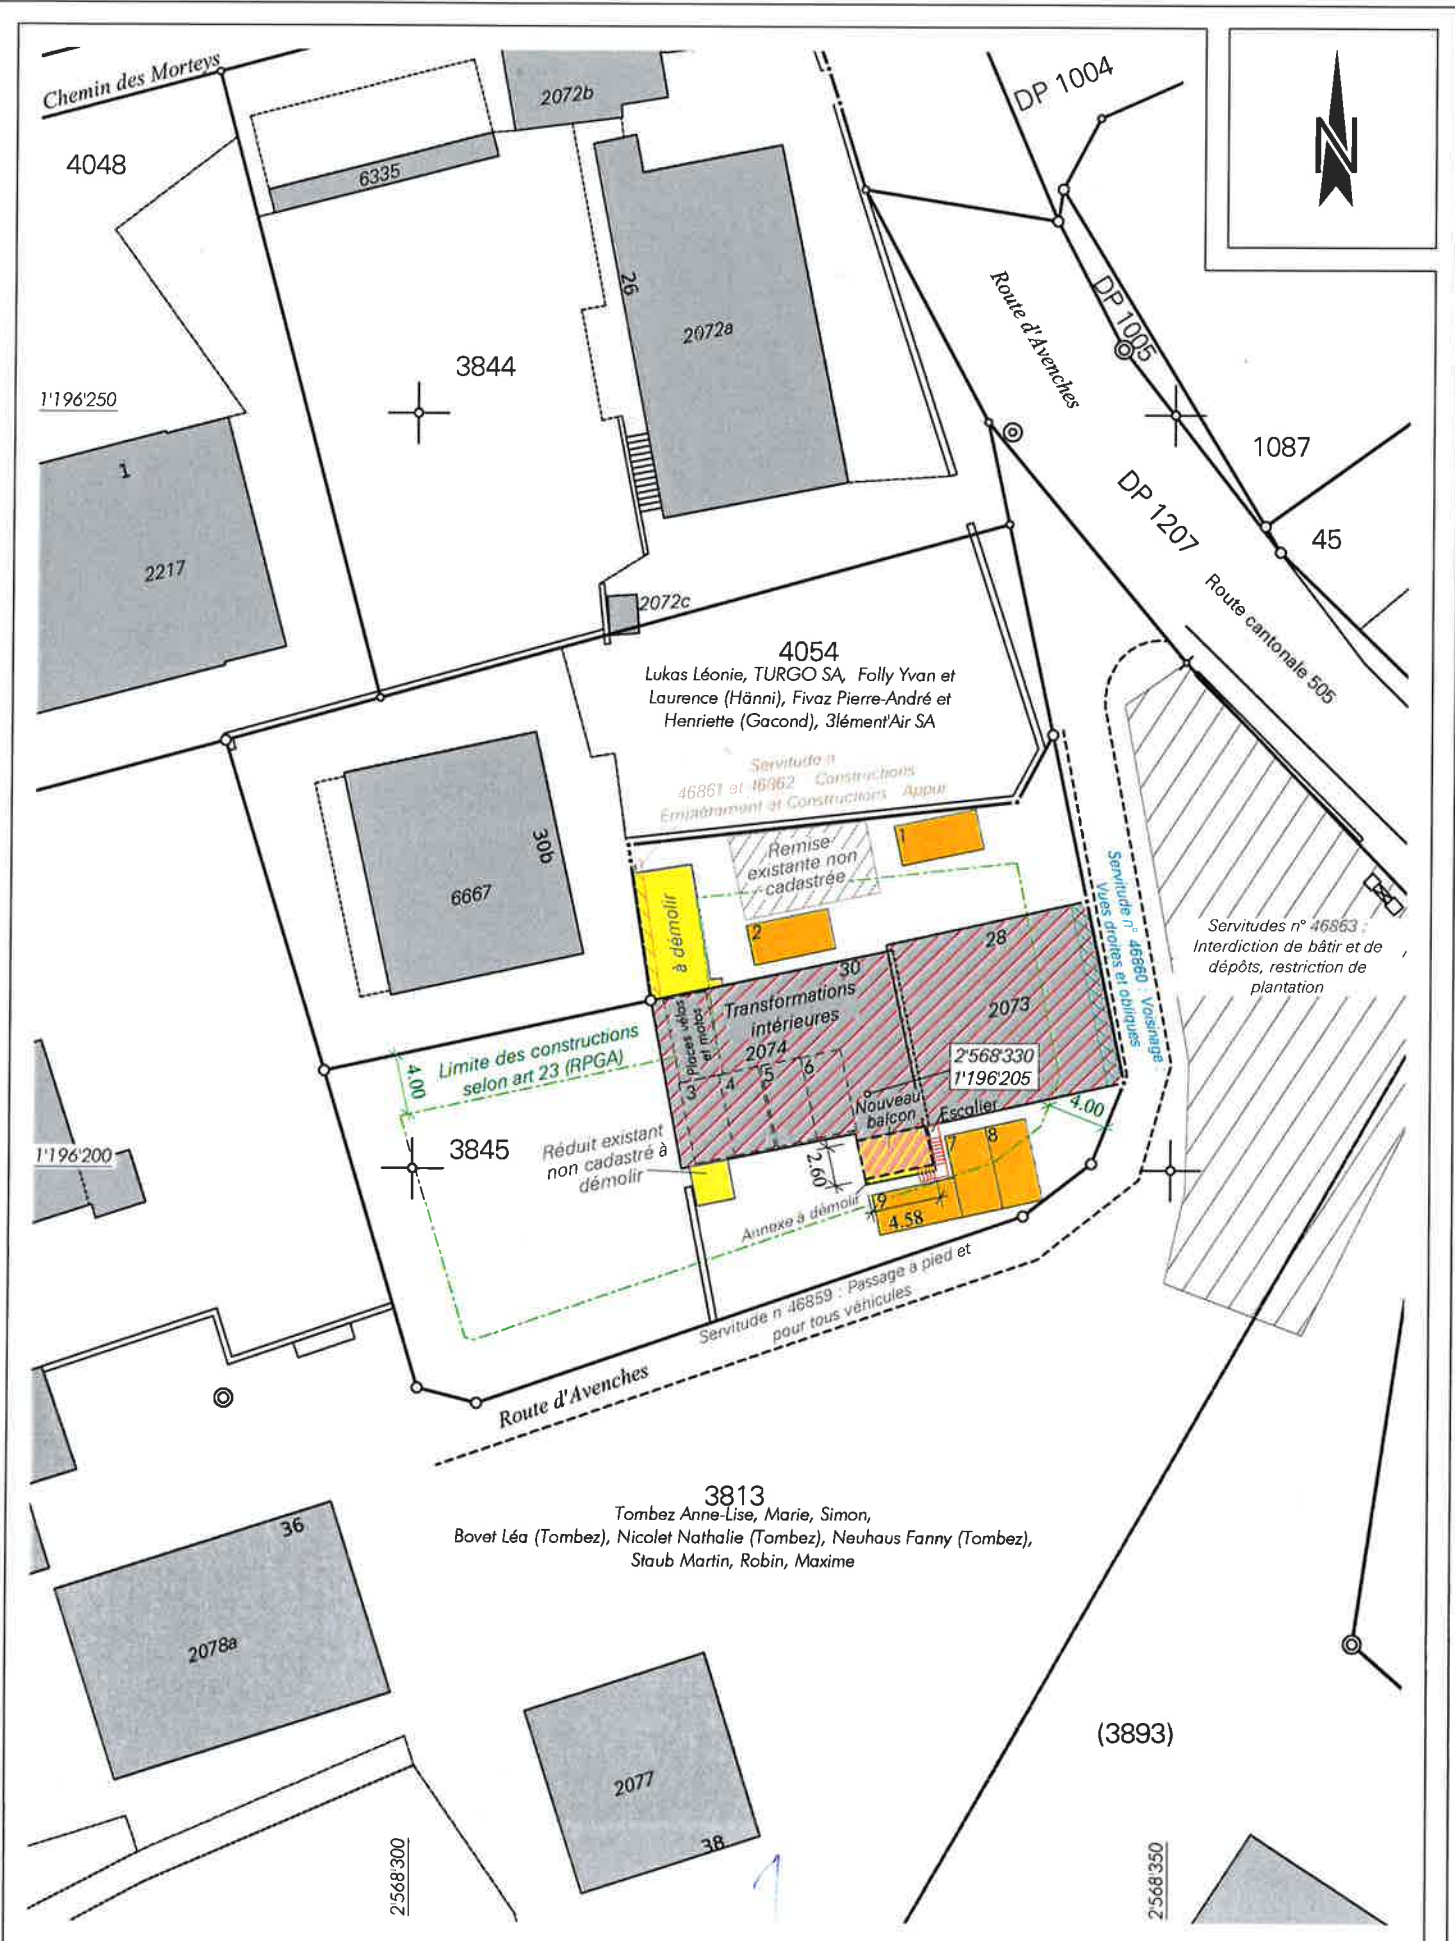 Chemin des Morteys
4048
6335
2072b
DP 1004
N
26
2072a
Route d'Avenches
DP 1005
3844
1'196'250
1
2217
1087
DP 1207
45
Route cantonale 505
2072c
4054
Lukas Léonie, TURGO SA, Folly Yvan et
Laurence (Hänni), Fivaz Pierre-André et
Henriette (Gacond), 3lément'Air SA
Servitude n
46861 et 46862 Constructions
Empiètement et Constructions Appui
30b
6667
1
Remise
existante non
cadastrée
à démolir
2
Servitude n° 46860 : Voisinage
Vues droites et obliques
Servitudes n° 46863 :
Interdiction de bâtir et de
dépôts, restriction de
plantation
28
30
Transformations
intérieures
2073
2074
Places vélos
et motos
3
4
5
6
2'568'330
1'196'205
Limite des constructions
selon art 23 (RPGA)
4.00
4.00
Nouveau
balcon
Escalier
7
8
9
4.58
2.60
Réduit existant
non cadastré à
démolir
Annexe à démolir
3845
1'196'200
Servitude n 46859 : Passage à pied et
pour tous véhicules
Route d'Avenches
3813
Tombez Anne-Lise, Marie, Simon,
Bovet Léa (Tombez), Nicolet Nathalie (Tombez), Neuhaus Fanny (Tombez),
Staub Martin, Robin, Maxime
36
2078a
2077
38
(3893)
2'568'300
2'568'350
1